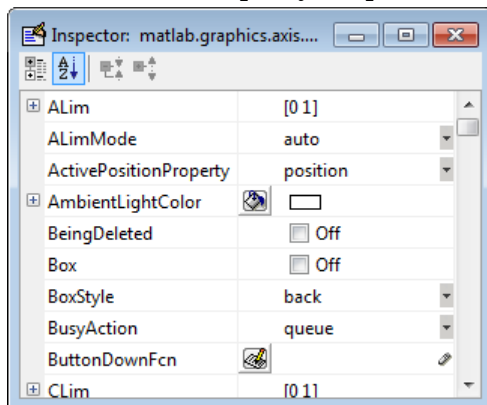 Inspector: matlab.graphics.axis....
ALim [0 1]
ALimMode auto
ActivePositionProperty position
AmbientLightColor
BeingDeleted Off
Box Off
BoxStyle back
BusyAction queue
ButtonDownFcn
CLim [0 1]